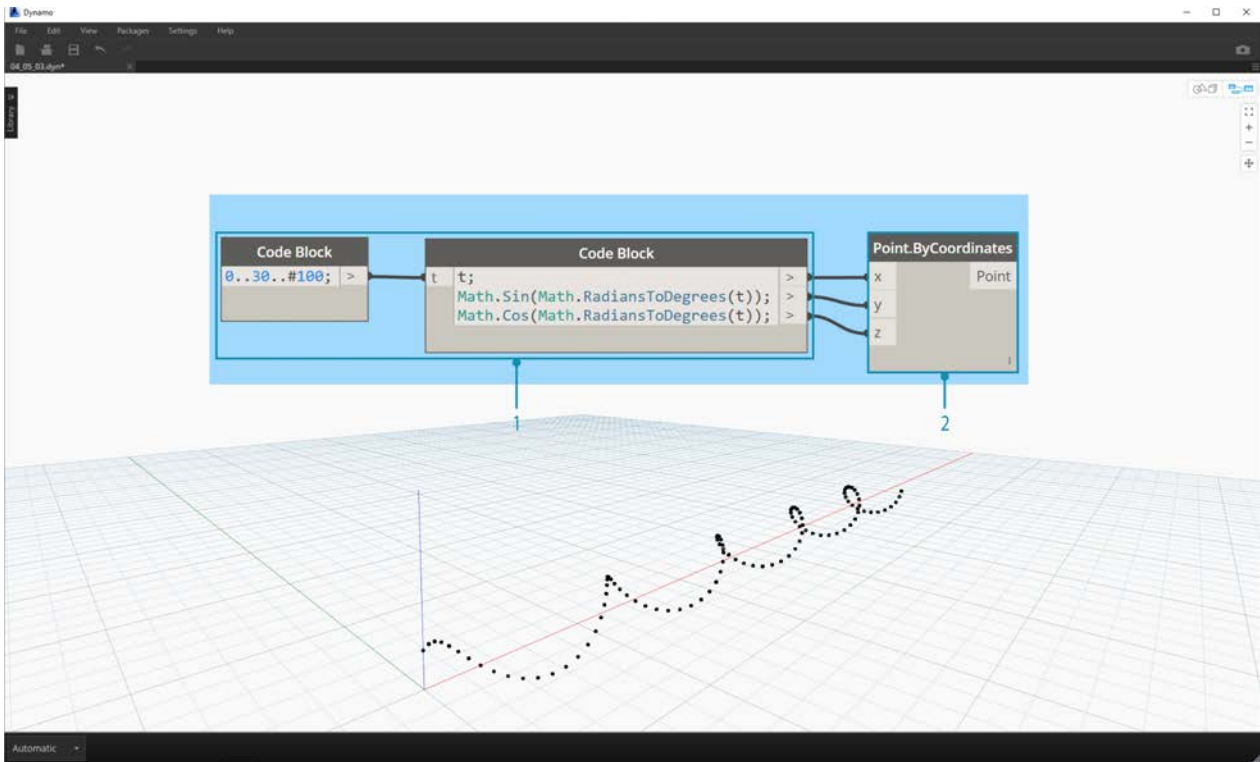 Dynamo
File Edit View Packages Settings Help
04_05_03.dyn*
Library
Code Block
0..30..#100; >
Code Block
t t; >
Math.Sin(Math.RadiansToDegrees(t)); >
Math.Cos(Math.RadiansToDegrees(t)); >
Point.ByCoordinates
x Point
y
z
1
2
Automatic